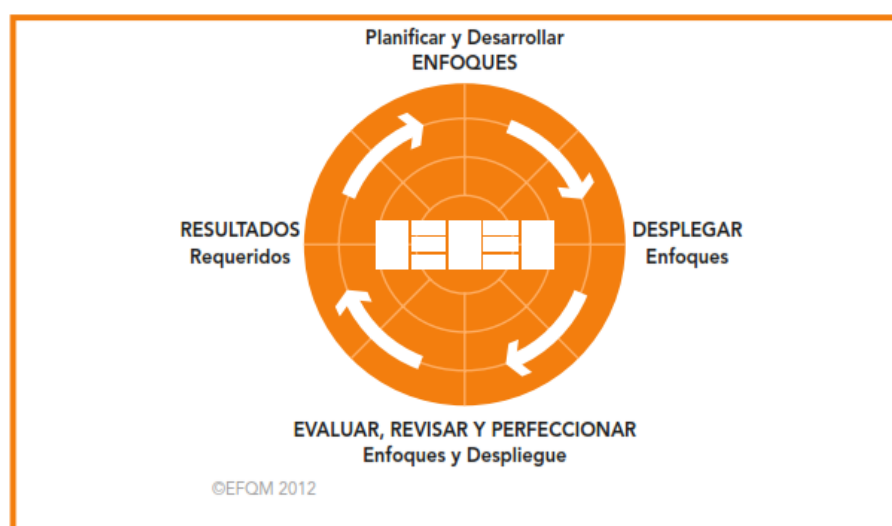 Planificar y Desarrollar
ENFOQUES
RESULTADOS
Requeridos
DESPLEGAR
Enfoques
EVALUAR, REVISAR Y PERFECCIONAR
Enfoques y Despliegue
©EFQM 2012